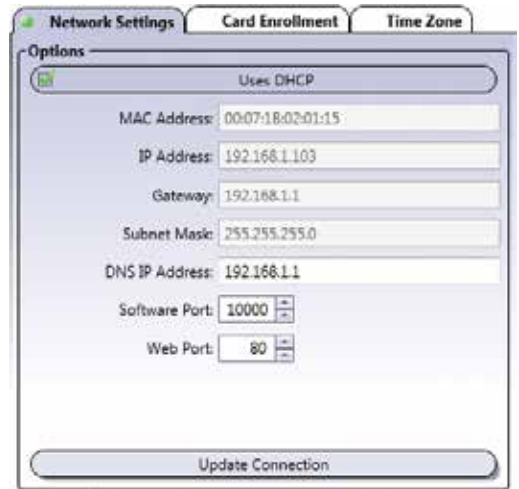 Network Settings Card Enrollment Time Zone
Options
Uses DHCP
MAC Address: 00:07:18:02:01:15
IP Address: 192.168.1.103
Gateway: 192.168.1.1
Subnet Mask: 255.255.255.0
DNS IP Address: 192.168.1.1
Software Port: 10000
Web Port: 80
Update Connection